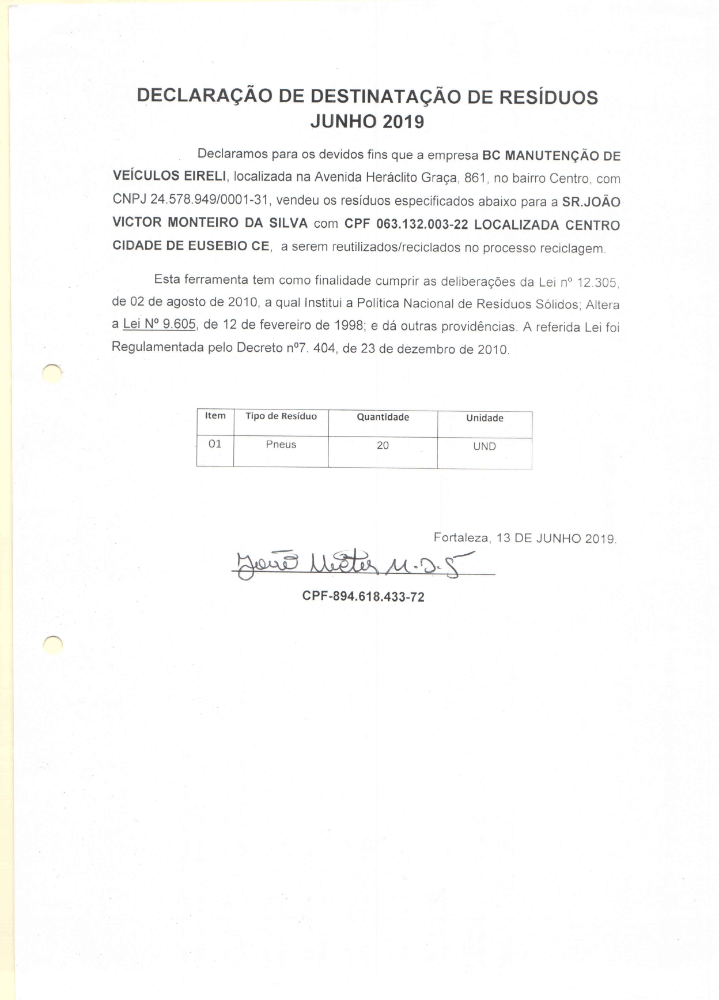 DECLARAÇÃO DE DESTINATAÇÃO DE RESÍDUOS
JUNHO 2019
Declaramos para os devidos fins que a empresa BC MANUTENÇÃO DE
VEÍCULOS EIRELI, localizada na Avenida Heráclito Graça, 861, no bairro Centro, com
CNPJ 24.578.949/0001-31, vendeu os resíduos especificados abaixo para a SR.JOÃO
VICTOR MONTEIRO DA SILVA com CPF 063.132.003-22 LOCALIZADA CENTRO
CIDADE DE EUSEBIO CE, a serem reutilizados/reciclados no processo reciclagem.
Esta ferramenta tem como finalidade cumprir as deliberações da Lei nº 12.305,
de 02 de agosto de 2010, a qual Institui a Política Nacional de Resíduos Sólidos; Altera
a Lei Nº 9.605, de 12 de fevereiro de 1998; e dá outras providências. A referida Lei foi
Regulamentada pelo Decreto nº7. 404, de 23 de dezembro de 2010.
Item Tipo de Resíduo Quantidade Unidade
01 Pneus 20 UND
Fortaleza, 13 DE JUNHO 2019.
João Victor M.D.S
CPF-894.618.433-72